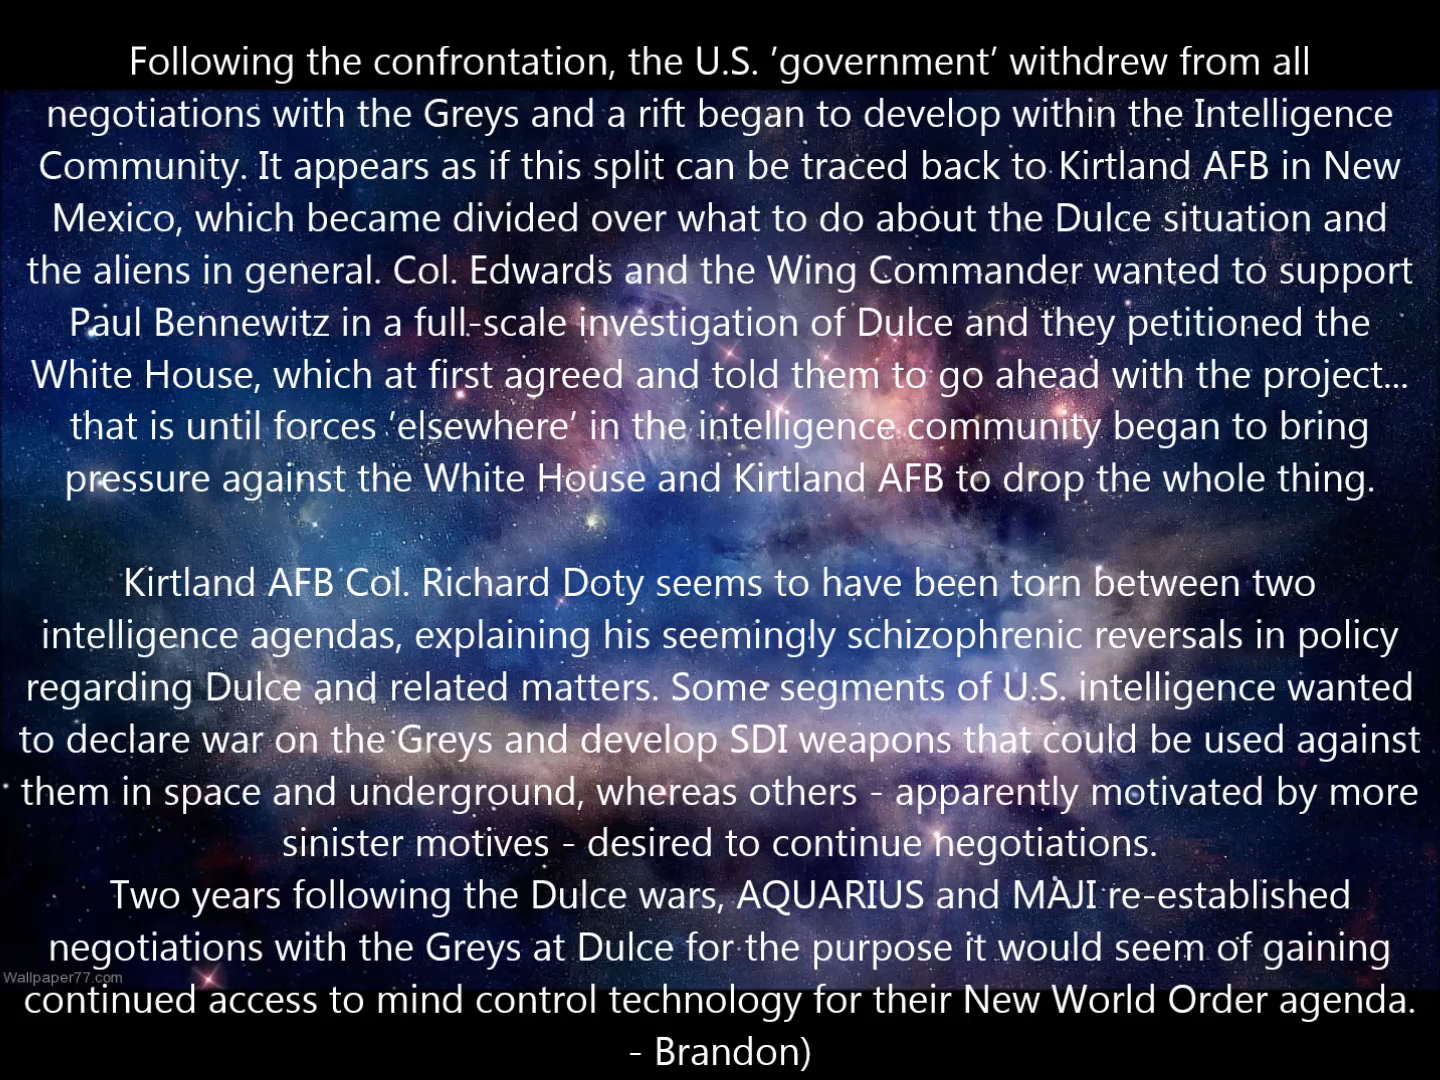 Following the confrontation, the U.S. ’government’ withdrew from all
negotiations with the Greys and a rift began to develop within the Intelligence
Community. It appears as if this split can be traced back to Kirtland AFB in New
Mexico, which became divided over what to do about the Dulce situation and
the aliens in general. Col. Edwards and the Wing Commander wanted to support
Paul Bennewitz in a full-scale investigation of Dulce and they petitioned the
White House, which at first agreed and told them to go ahead with the project...
that is until forces ’elsewhere’ in the intelligence community began to bring
pressure against the White House and Kirtland AFB to drop the whole thing.
Kirtland AFB Col. Richard Doty seems to have been torn between two
intelligence agendas, explaining his seemingly schizophrenic reversals in policy
regarding Dulce and related matters. Some segments of U.S. intelligence wanted
to declare war on the Greys and develop SDI weapons that could be used against
them in space and underground, whereas others - apparently motivated by more
sinister motives - desired to continue negotiations.
Two years following the Dulce wars, AQUARIUS and MAJI re-established
negotiations with the Greys at Dulce for the purpose it would seem of gaining
Wallpaper77.com
continued access to mind control technology for their New World Order agenda.
- Brandon)